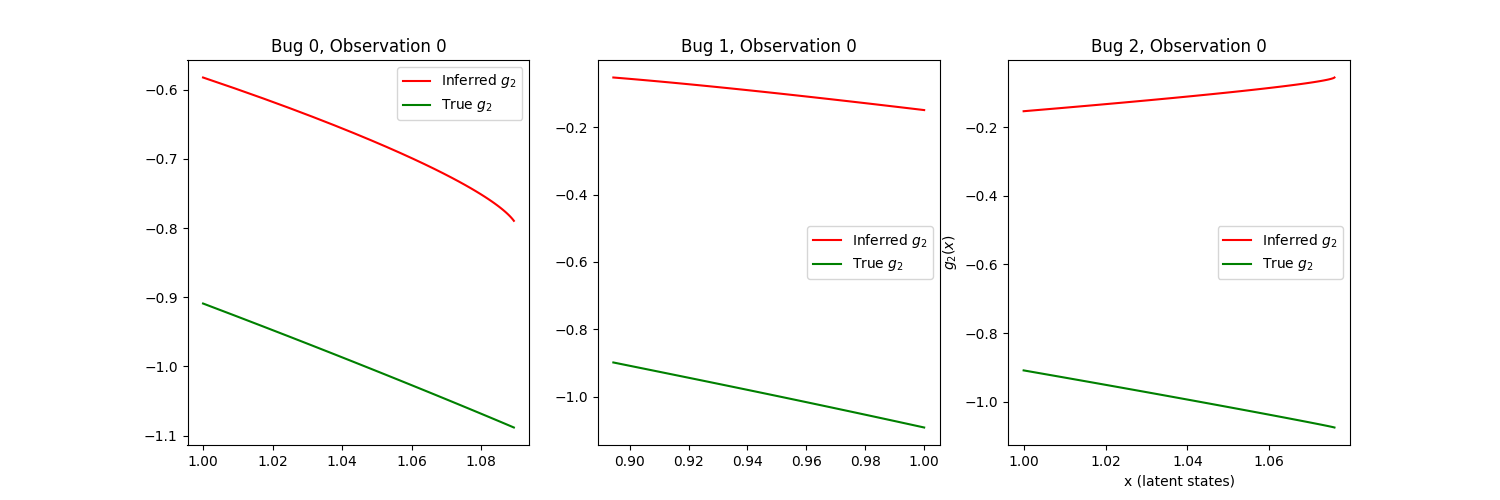 Bug 0, Observation 0
−0.6
−0.7
−0.8
−0.9
−1.0
−1.1
1.00 1.02 1.04 1.06 1.08
Inferred g₂
True g₂
Bug 1, Observation 0
−0.2
−0.4
−0.6
−0.8
−1.0
0.90 0.92 0.94 0.96 0.98 1.00
Inferred g₂
True g₂
Bug 2, Observation 0
g₂(x)
−0.2
−0.4
−0.6
−0.8
−1.0
1.00 1.02 1.04 1.06
x (latent states)
Inferred g₂
True g₂